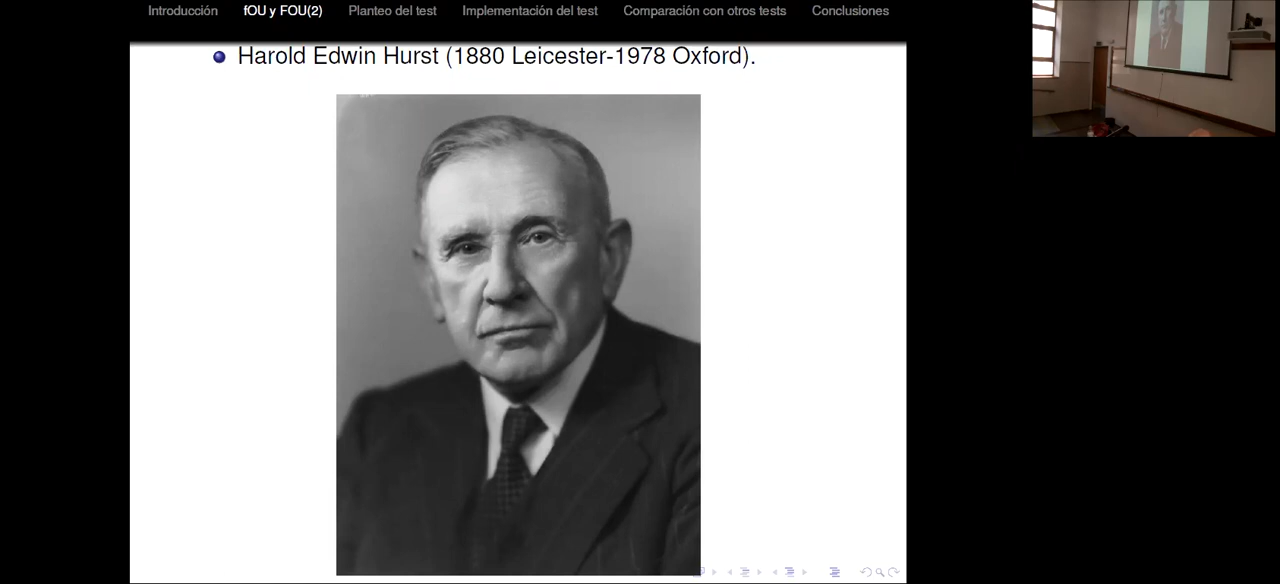 Introducción fOU y FOU(2) Planteo del test Implementación del test Comparación con otros tests Conclusiones
Harold Edwin Hurst (1880 Leicester-1978 Oxford).